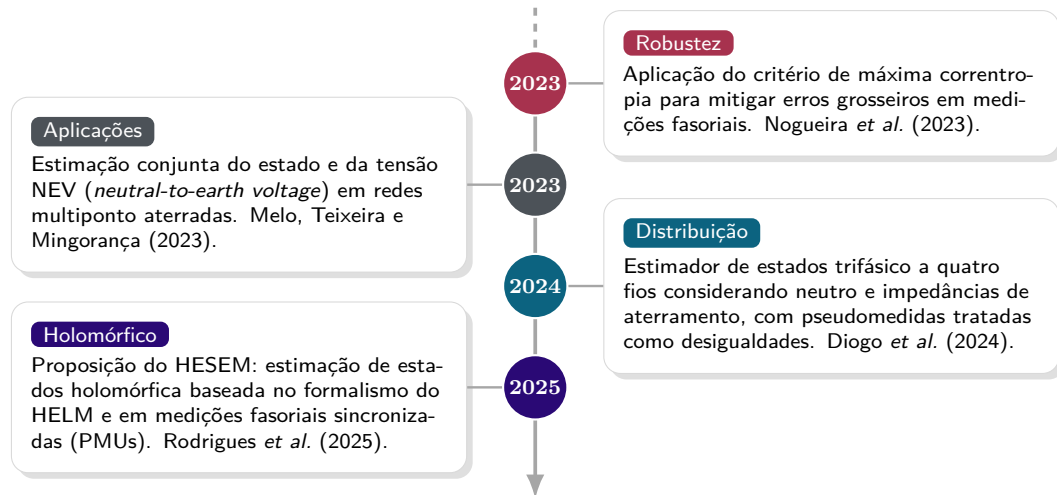 2023
Robustez
Aplicação do critério de máxima correntro-
pia para mitigar erros grosseiros em medi-
ções fasoriais. Nogueira et al. (2023).
2023
Aplicações
Estimação conjunta do estado e da tensão
NEV (neutral-to-earth voltage) em redes
multiponto aterradas. Melo, Teixeira e
Mingorança (2023).
2024
Distribuição
Estimador de estados trifásico a quatro
fios considerando neutro e impedâncias de
aterramento, com pseudomedidas tratadas
como desigualdades. Diogo et al. (2024).
2025
Holomórfico
Proposição do HESEM: estimação de esta-
dos holomórfica baseada no formalismo do
HELM e em medições fasoriais sincroniza-
das (PMUs). Rodrigues et al. (2025).